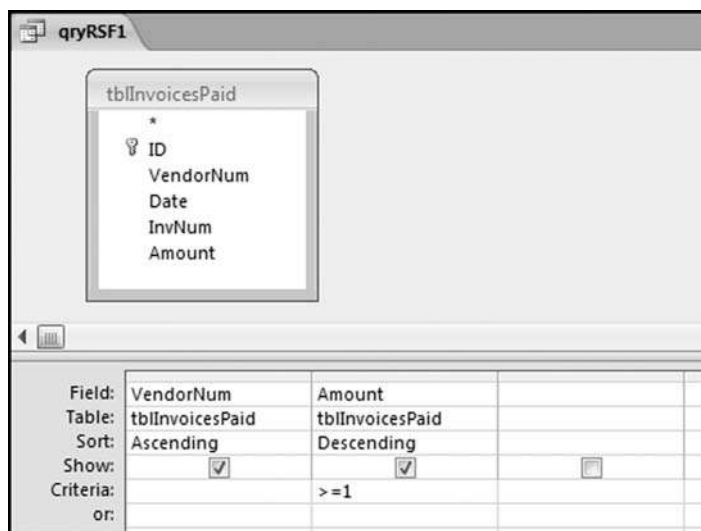 qryRSF1
tblInvoicesPaid
*
ID
VendorNum
Date
InvNum
Amount
Field: VendorNum Amount
Table: tblInvoicesPaid tblInvoicesPaid
Sort: Ascending Descending
Show:
Criteria: >=1
or: